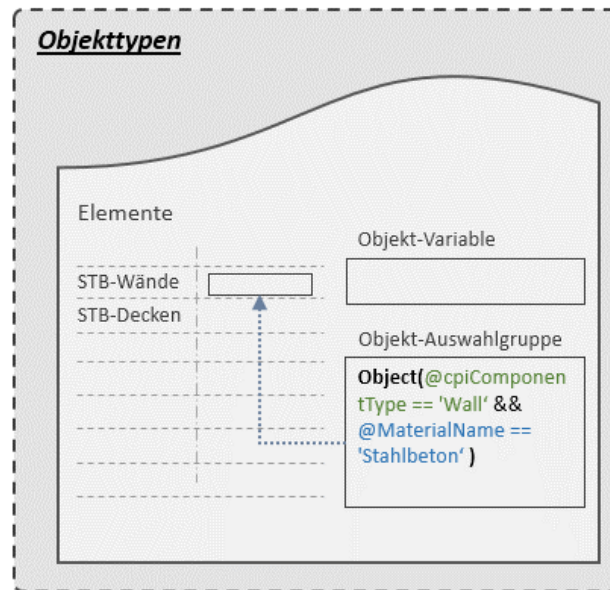 Objekttypen
Elemente
STB-Wände
STB-Decken
Objekt-Variable
Objekt-Auswahlgruppe
Object(@cpiComponen
tType == 'Wall‘ &&
@MaterialName ==
'Stahlbeton‘ )